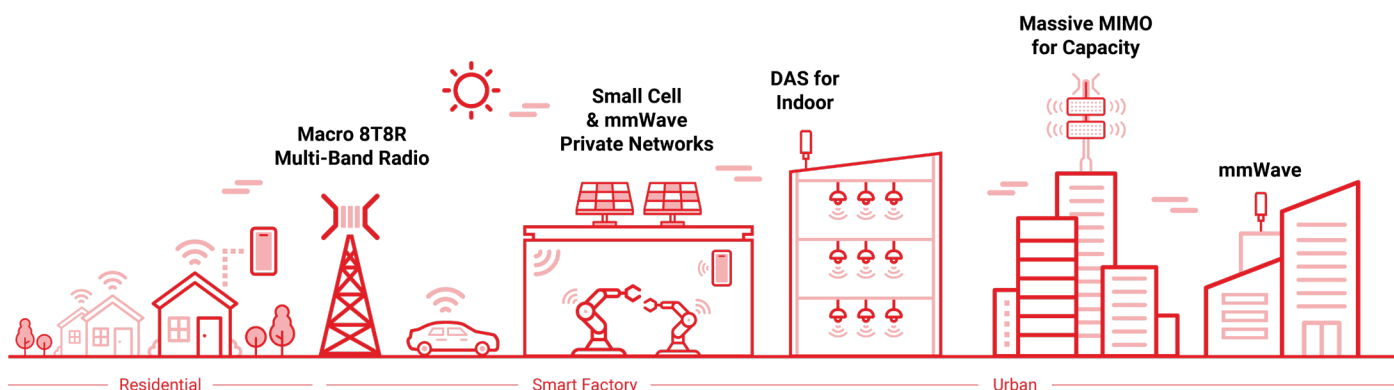 Macro 8T8R
Multi-Band Radio
Small Cell
& mmWave
Private Networks
DAS for
Indoor
Massive MIMO
for Capacity
mmWave
Residential
Smart Factory
Urban